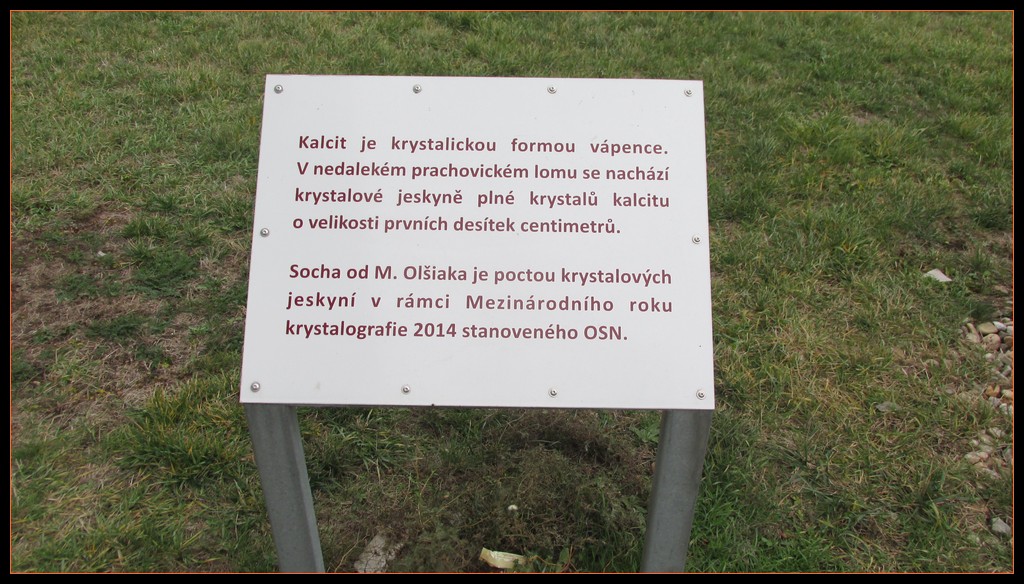 Kalcit je krystalickou formou vápence.
V nedalekém prachovickém lomu se nachází
krystalové jeskyně plné krystalů kalcitu
o velikosti prvních desítek centimetrů.
Socha od M. Olšiaka je poctou krystalových
jeskyní v rámci Mezinárodního roku
krystalografie 2014 stanoveného OSN.